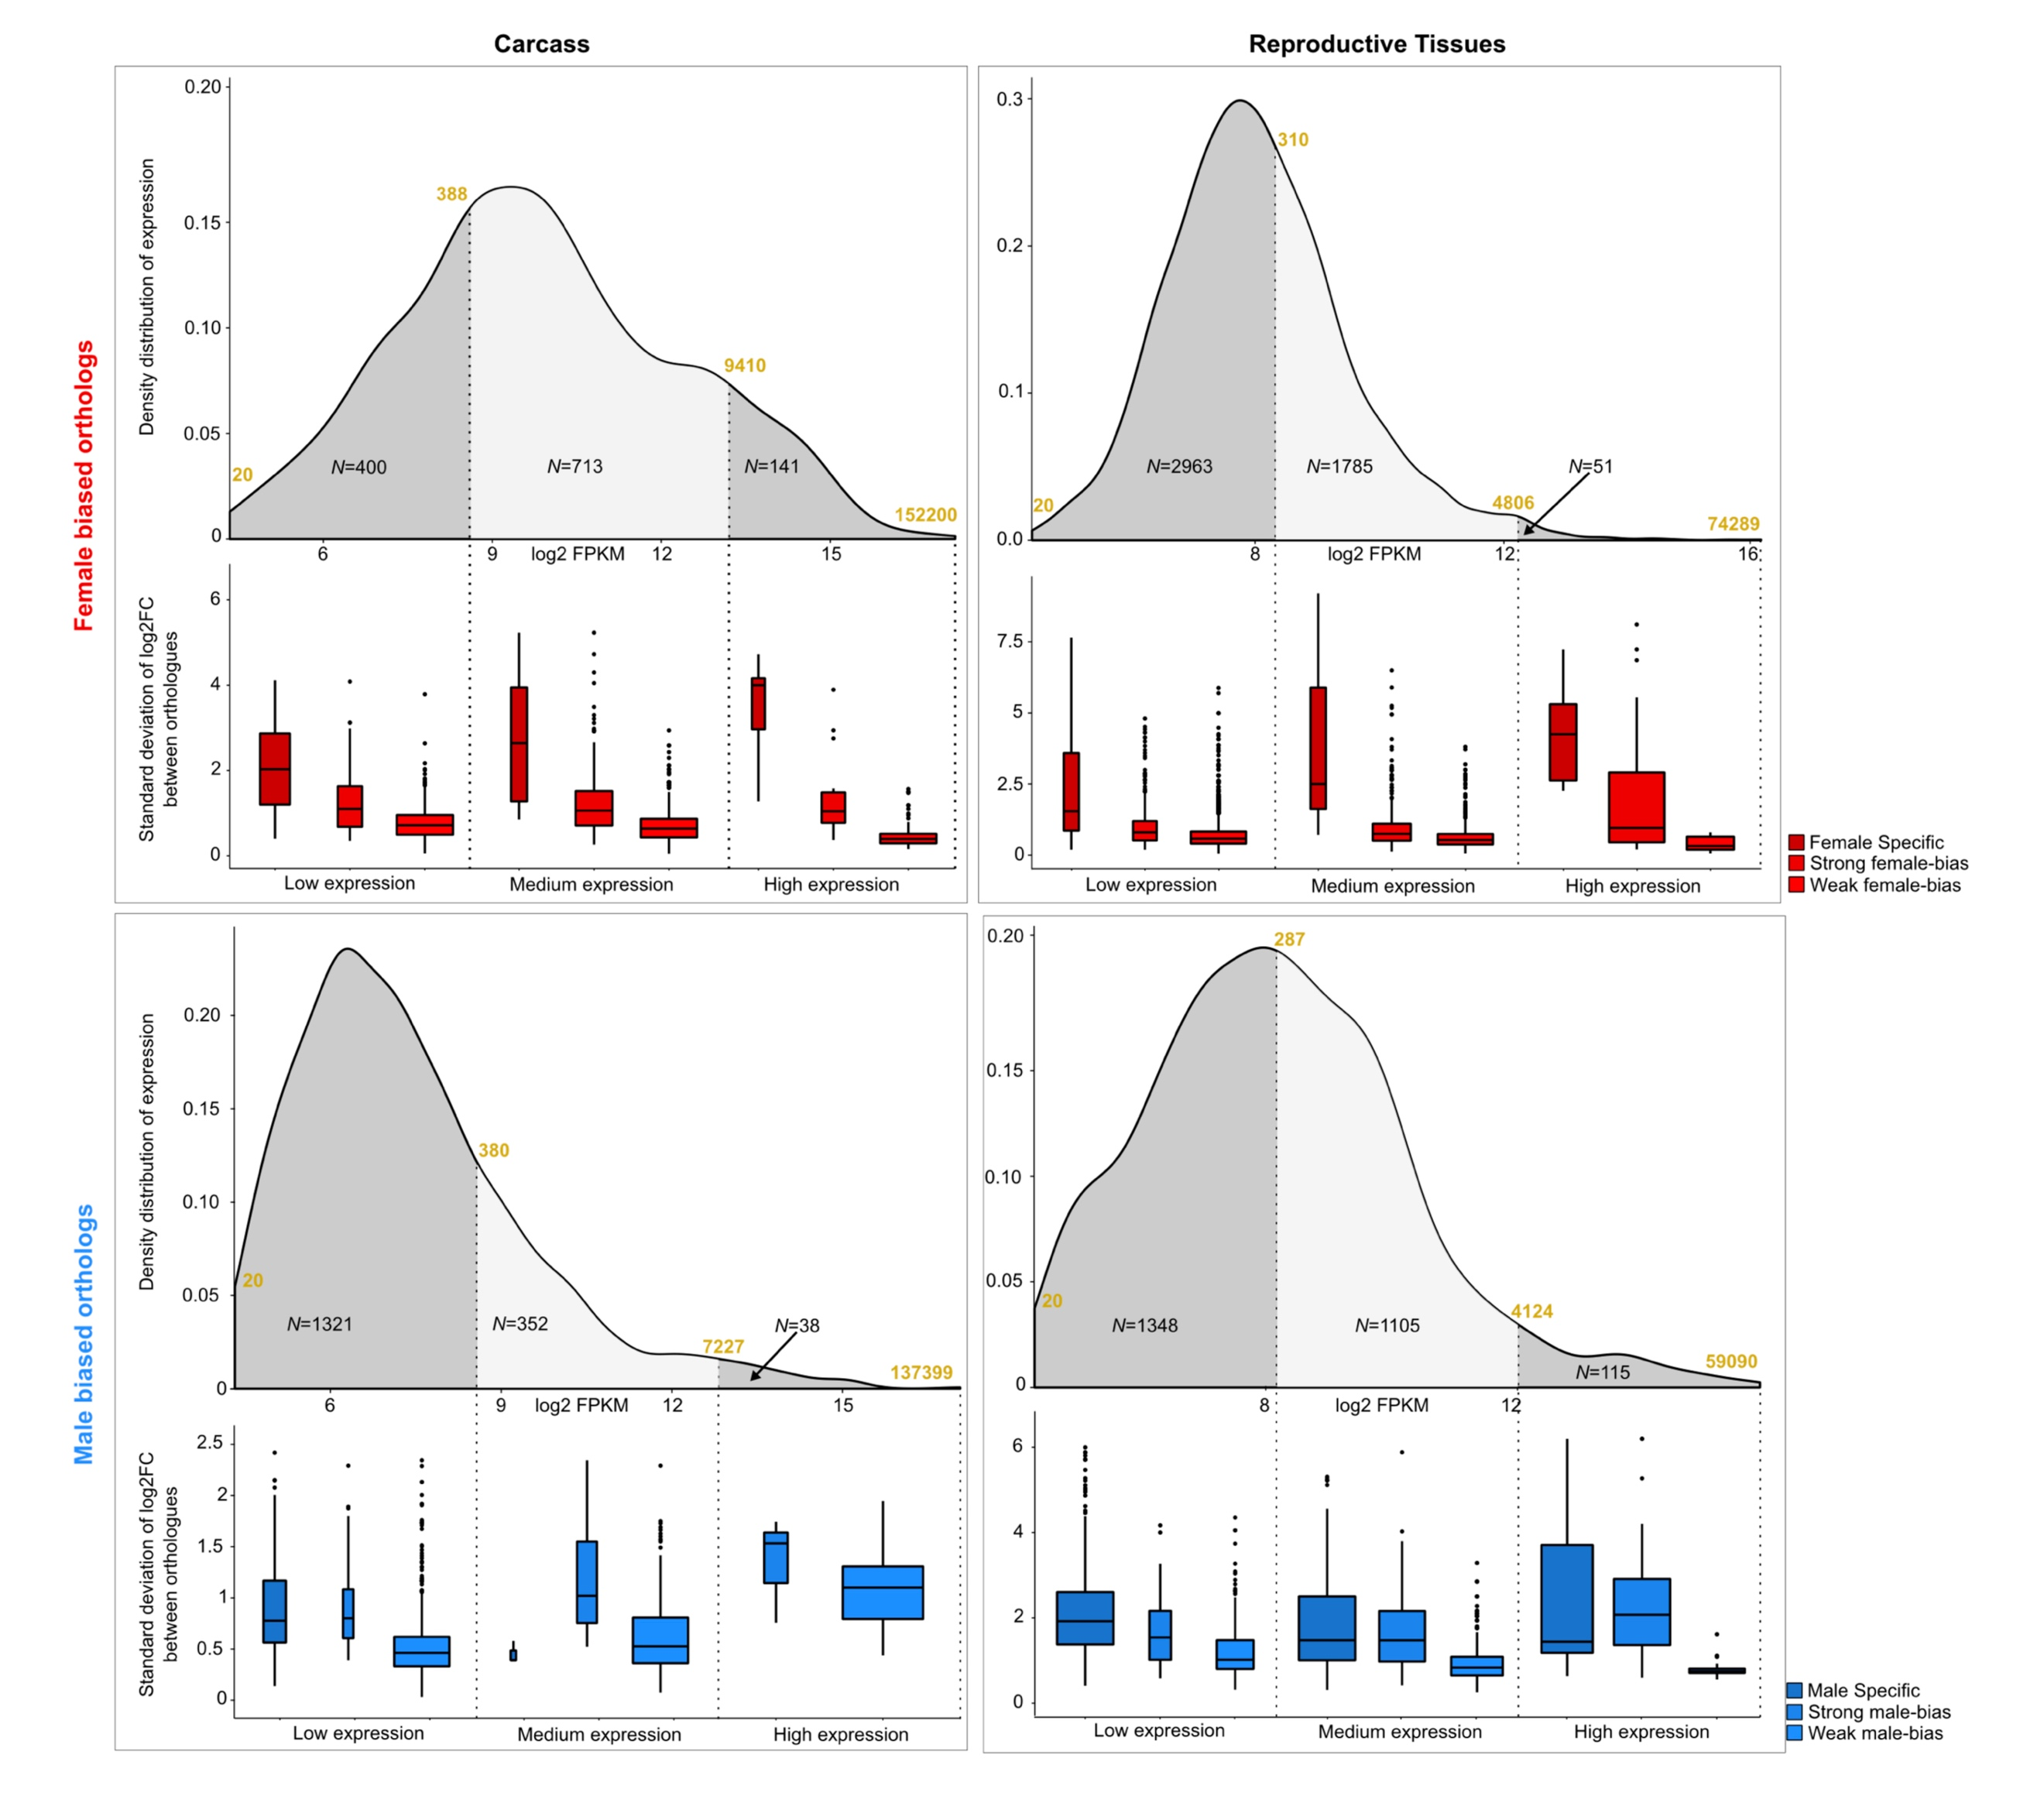 Carcass
Reproductive Tissues
Female biased orthologs
Density distribution of expression
0.20
0.15
0.10
0.05
0
388
9410
20
152200
N=400
N=713
N=141
6
9
log2 FPKM
12
15
Standard deviation of log2FC
between orthologues
6
4
2
0
Low expression
Medium expression
High expression
0.3
0.2
0.1
0.0
310
20
4806
74289
N=2963
N=1785
N=51
8
log2 FPKM
12
16
7.5
5
2.5
0
Low expression
Medium expression
High expression
Female Specific
Strong female-bias
Weak female-bias
Male biased orthologs
Density distribution of expression
0.20
0.15
0.10
0.05
0
20
380
7227
137399
N=1321
N=352
N=38
6
9
log2 FPKM
12
15
Standard deviation of log2FC
between orthologues
2.5
2
1.5
1
0.5
0
Low expression
Medium expression
High expression
0.20
0.15
0.10
0.05
0
287
20
4124
59090
N=1348
N=1105
N=115
8
log2 FPKM
12
6
4
2
0
Low expression
Medium expression
High expression
Male Specific
Strong male-bias
Weak male-bias